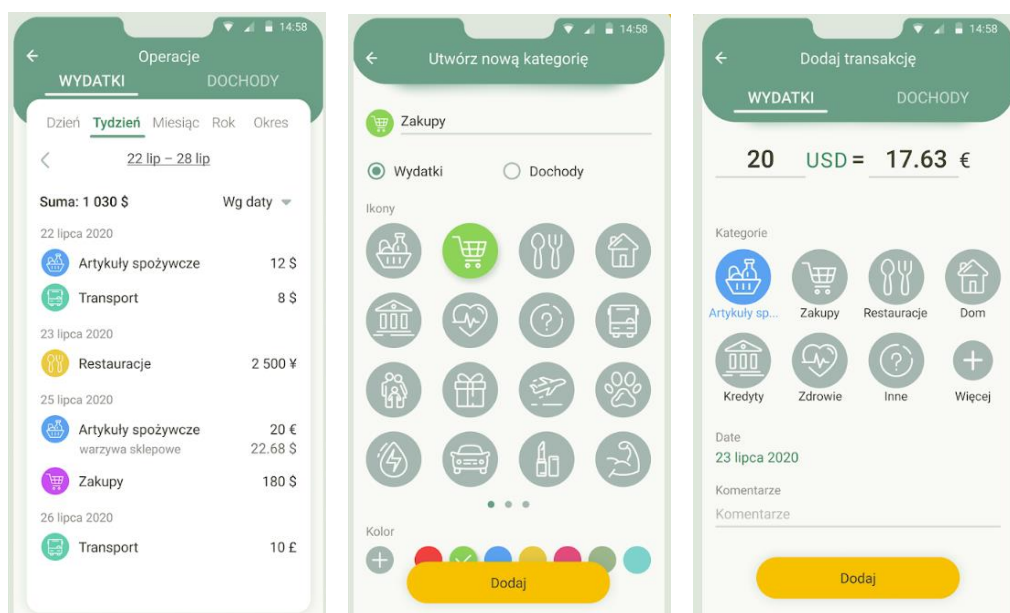 14:58
Operacje
WYDATKI DOCHODY
Dzień Tydzień Miesiąc Rok Okres
22 lip – 28 lip
Suma: 1 030 $ Wg daty
22 lipca 2020
Artykuły spożywcze 12 $
Transport 8 $
23 lipca 2020
Restauracje 2 500 ¥
25 lipca 2020
Artykuły spożywcze 20 €
warzywa sklepowe 22.68 $
Zakupy 180 $
26 lipca 2020
Transport 10 £
14:58
Utwórz nową kategorię
Zakupy
Wydatki Dochody
Ikony
Kolor
Dodaj
14:58
Dodaj transakcję
WYDATKI DOCHODY
20 USD = 17.63 €
Kategorie
Artykuły sp... Zakupy Restauracje Dom
Kredyty Zdrowie Inne Więcej
Date
23 lipca 2020
Komentarze
Komentarze
Dodaj